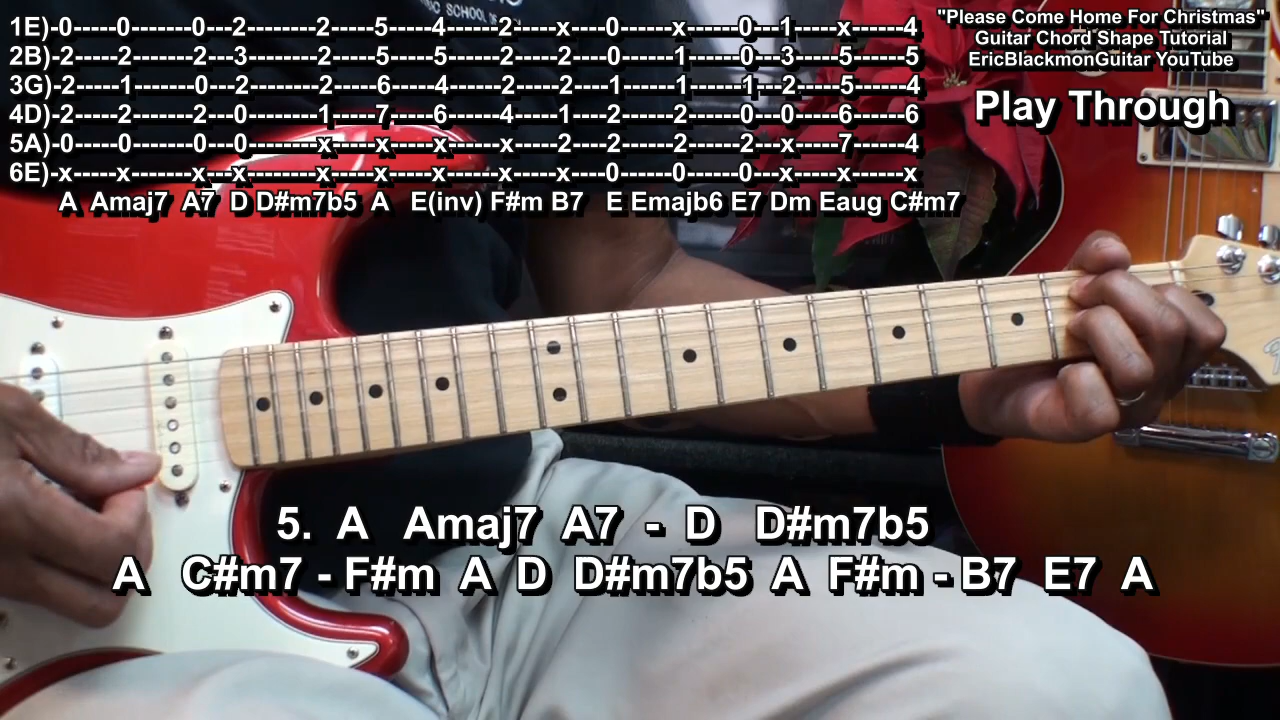 IC SCHOOL OF
1E)-0-----0------0---2-------2-----5-----4-----2-----x----0------x------0---1-----x------4
2B)-2-----2------2---3-------2-----5-----5-----2-----2----0------1------0---3-----5------5
3G)-2-----1------0---2-------2-----6-----4-----2-----2----1------1------1---2-----5------4
4D)-2-----2------2---0-------1-----7-----6-----4-----1----2------2------0---0-----6------6
5A)-0-----0------0---0-------x-----x-----x-----x-----2----2------2------2---x-----7------4
6E)-x-----x------x---x-------x-----x-----x-----x-----x----0------0------0---x-----x------x
A Amaj7 A7 D D#m7b5 A E(inv) F#m B7 E Emajb6 E7 Dm Eaug C#m7
"Please Come Home For Christmas"
Guitar Chord Shape Tutorial
EricBlackmonGuitar YouTube
Play Through
5. A Amaj7 A7 - D D#m7b5
A C#m7 - F#m A D D#m7b5 A F#m - B7 E7 A